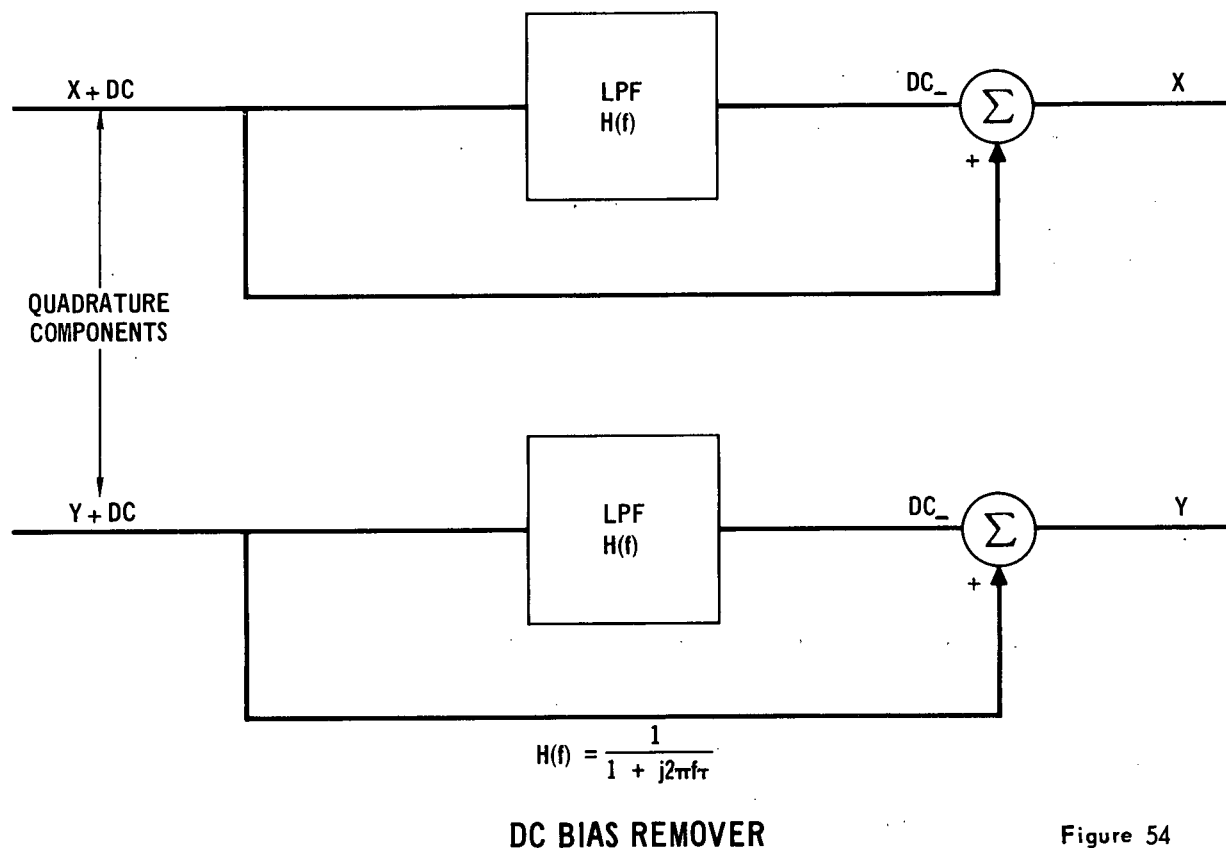 X + DC
LPF
H(f)
DC_
Σ
X
+
QUADRATURE
COMPONENTS
Y + DC
LPF
H(f)
DC_
Σ
Y
+
H(f) = 1 / (1 + j2πfτ)
DC BIAS REMOVER
Figure 54